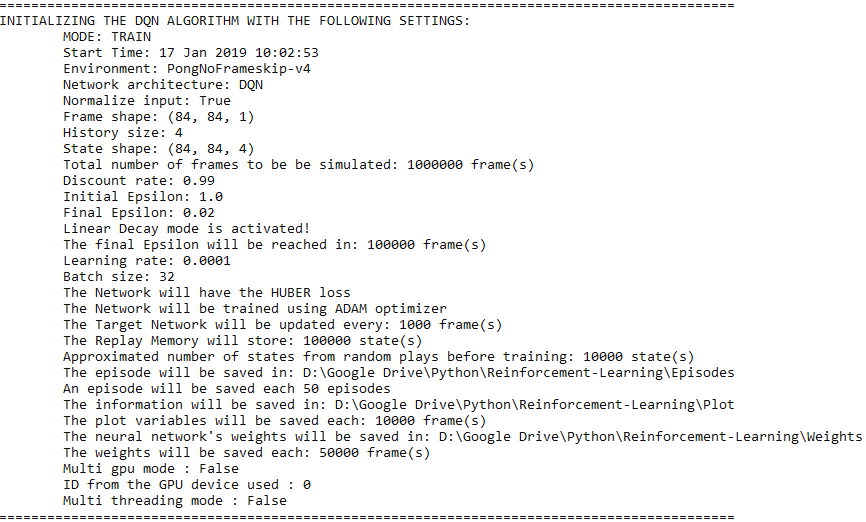 ============================================================================================
INITIALIZING THE DQN ALGORITHM WITH THE FOLLOWING SETTINGS:
MODE: TRAIN
Start Time: 17 Jan 2019 10:02:53
Environment: PongNoFrameskip-v4
Network architecture: DQN
Normalize input: True
Frame shape: (84, 84, 1)
History size: 4
State shape: (84, 84, 4)
Total number of frames to be be simulated: 1000000 frame(s)
Discount rate: 0.99
Initial Epsilon: 1.0
Final Epsilon: 0.02
Linear Decay mode is activated!
The final Epsilon will be reached in: 100000 frame(s)
Learning rate: 0.0001
Batch size: 32
The Network will have the HUBER loss
The Network will be trained using ADAM optimizer
The Target Network will be updated every: 1000 frame(s)
The Replay Memory will store: 100000 state(s)
Approximated number of states from random plays before training: 10000 state(s)
The episode will be saved in: D:\Google Drive\Python\Reinforcement-Learning\Episodes
An episode will be saved each 50 episodes
The information will be saved in: D:\Google Drive\Python\Reinforcement-Learning\Plot
The plot variables will be saved each: 10000 frame(s)
The neural network's weights will be saved in: D:\Google Drive\Python\Reinforcement-Learning\Weights
The weights will be saved each: 50000 frame(s)
Multi gpu mode : False
ID from the GPU device used : 0
Multi threading mode : False
============================================================================================